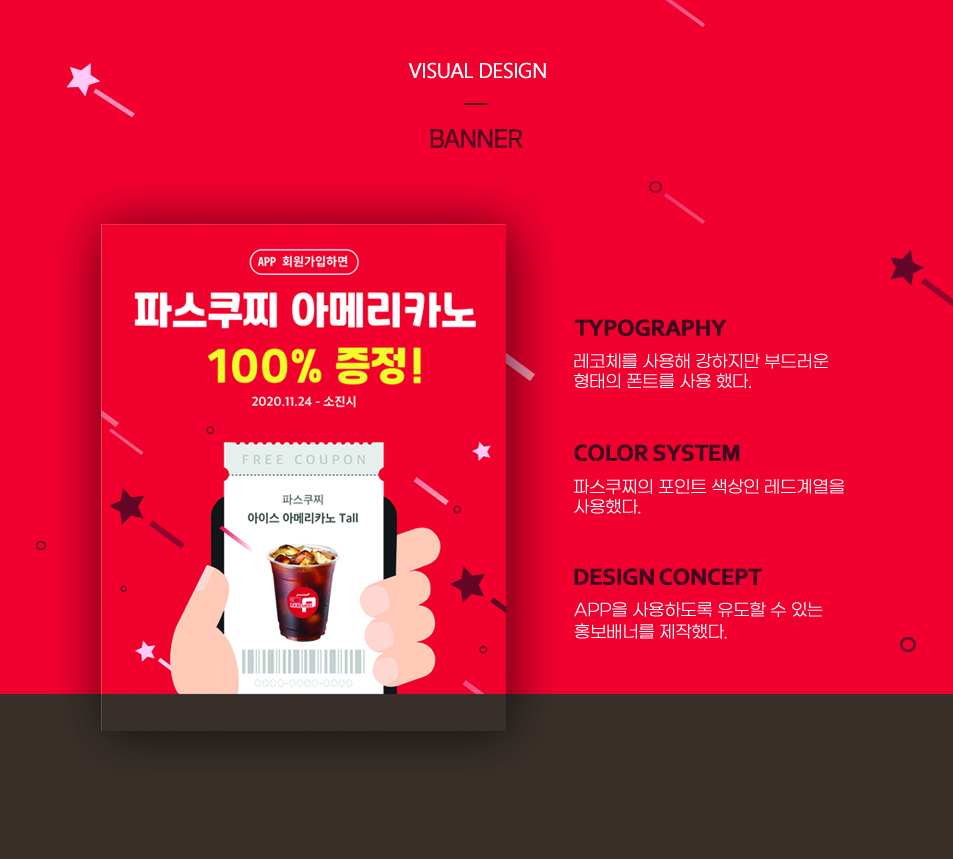 VISUAL DESIGN
BANNER
APP 회원가입하면
파스쿠찌 아메리카노
100% 증정!
2020.11.24 - 소진시
FREE COUPON
파스쿠찌
아이스 아메리카노 Tall
0000-0000-0000
TYPOGRAPHY
레코체를 사용해 강하지만 부드러운
형태의 폰트를 사용 했다.
COLOR SYSTEM
파스쿠찌의 포인트 색상인 레드계열을
사용했다.
DESIGN CONCEPT
APP을 사용하도록 유도할 수 있는
홍보배너를 제작했다.